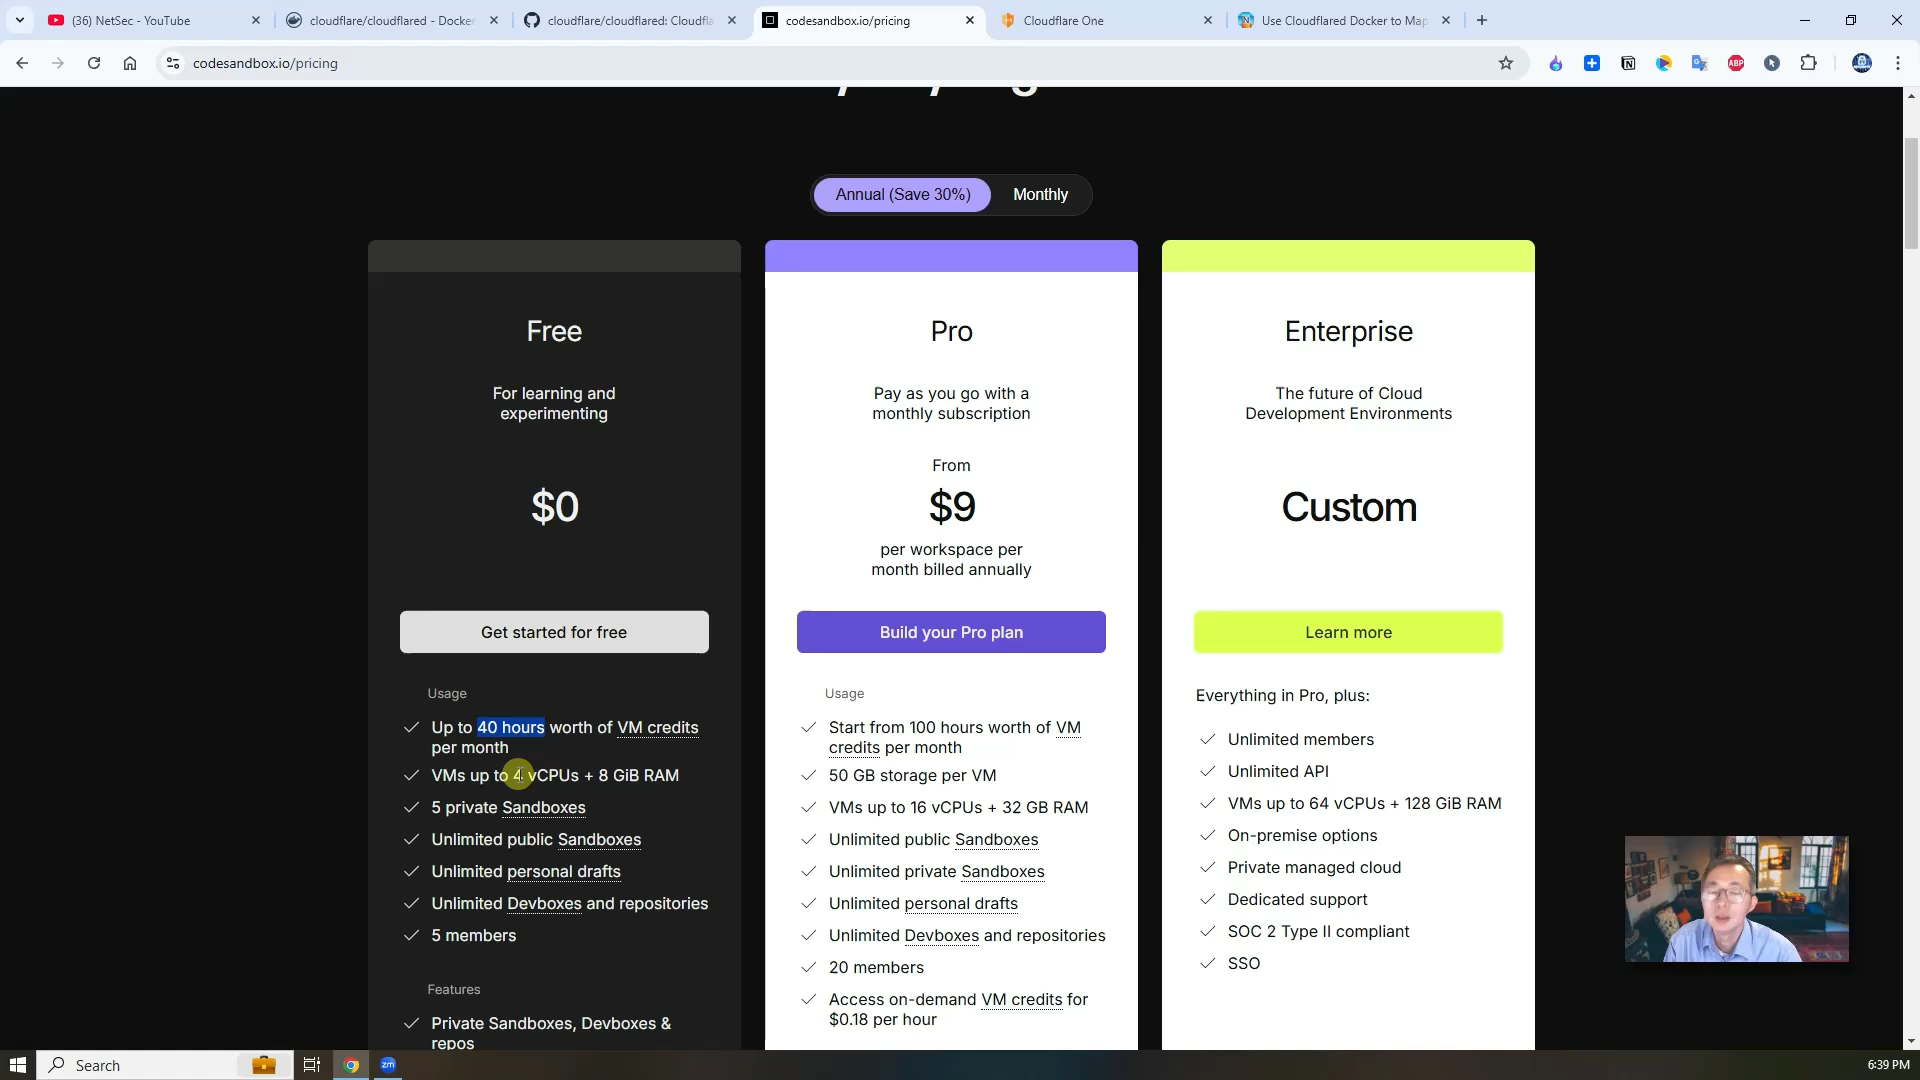 (36) NetSec - YouTube
cloudflare/cloudflared - Docker
cloudflare/cloudflared: Cloudfla
codesandbox.io/pricing
Cloudflare One
Use Cloudflared Docker to Map
codesandbox.io/pricing
Annual (Save 30%)
Monthly
Free
For learning and
experimenting
$0
Get started for free
Usage
Up to 40 hours worth of VM credits
per month
VMs up to 4 vCPUs + 8 GiB RAM
5 private Sandboxes
Unlimited public Sandboxes
Unlimited personal drafts
Unlimited Devboxes and repositories
5 members
Features
Private Sandboxes, Devboxes &
repos
Pro
Pay as you go with a
monthly subscription
From
$9
per workspace per
month billed annually
Build your Pro plan
Usage
Start from 100 hours worth of VM
credits per month
50 GB storage per VM
VMs up to 16 vCPUs + 32 GB RAM
Unlimited public Sandboxes
Unlimited private Sandboxes
Unlimited personal drafts
Unlimited Devboxes and repositories
20 members
Access on-demand VM credits for
$0.18 per hour
Enterprise
The future of Cloud
Development Environments
Custom
Learn more
Everything in Pro, plus:
Unlimited members
Unlimited API
VMs up to 64 vCPUs + 128 GiB RAM
On-premise options
Private managed cloud
Dedicated support
SOC 2 Type II compliant
SSO
ABP
Search
zm
6:39 PM